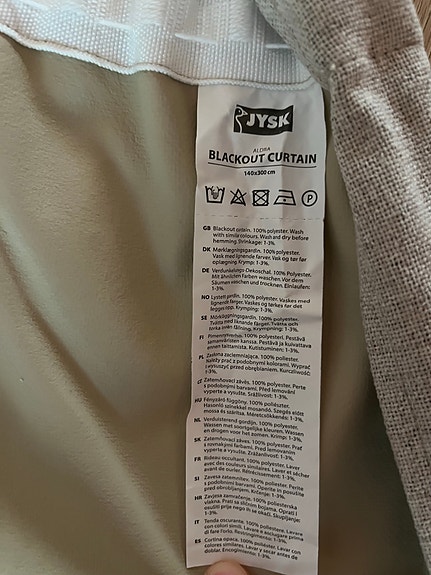 JYSK
ALDRA
BLACKOUT CURTAIN
140x300 cm
P
GB Blackout curtain. 100% polyester. Wash
with similar colours. Wash and dry before
hemming. Shrinkage: 1-3%.
DK Mørklægningsgardin. 100% polyester.
Vask med lignende farver. Vask og tør før
oplægning. Krymp: 1-3%.
DE Verdunkelungs-Dekoschal. 100% Polyester.
Mit ähnlichen Farben waschen. Vor dem
Säumen waschen und trocknen. Einlaufen:
1-3%.
NO Lystett gardin. 100% polyester. Vaskes med
lignende farger. Vaskes og tørkes før det
legges opp. Krymping: 1-3%.
SE Mörkläggningsgardin. 100% polyester.
Tvätta med liknande färger. Tvätta och
torka innan fållning. Krympning: 1-3%.
FI Pimennysverho. 100% polyesteri. Pestävä
samanväristen kanssa. Pestävä ja kuivattava
ennen taittamista. Kutistuminen: 1-3%.
PL Zasłona zaciemniająca. 100% poliester.
Należy prać z podobnymi kolorami. Wyprać
i wysuszyć przed obrębianiem. Kurczliwość:
1-3%.
CZ Zatemňovací závěs. 100% polyester. Perte
s podobnými barvami. Před lemováním
vyperte a vysušte. Srážlivost: 1-3%.
HU Fényzáró függöny. 100% poliészter.
Hasonló színekkel mosandó. Szegés előtt
mossa és szárítsa. Méretcsökkenés: 1-3%.
NL Verduisterend gordijn. 100% polyester.
Wassen met soortgelijke kleuren. Wassen
en drogen voor het zomen. Krimp: 1-3%.
SK Zatemňovací záves. 100% polyester. Prať
s rovnakými farbami. Pred lemovaním
vyperte a vysušte. Zrážanlivosť: 1-3%.
FR Rideau occultant. 100% polyester. Laver
avec des couleurs similaires. Laver et sécher
avant de ourler. Rétrécissement: 1-3%.
SI Zavesa zatemnitev. 100% poliester. Perite
s podobnimi barvami. Operite in posušite
pred obrobljanjem. Krčenje: 1-3%.
HR Zavjesa zamračenje. 100% poliestera.
Prati sa sličnim bojama. Oprati i
osušiti prije nego in se okači. Skupljanje:
1-3%.
IT Tenda oscurante. 100% poliestere. Lavare
con colori simili. Lavare e asciugare prima
di fare l'orlo. Restringimento: 1-3%.
ES Cortina opaca. 100% poliéster. Lavar con
colores similares. Lavar y secar antes de
doblar. Encogimiento: 1-3%.